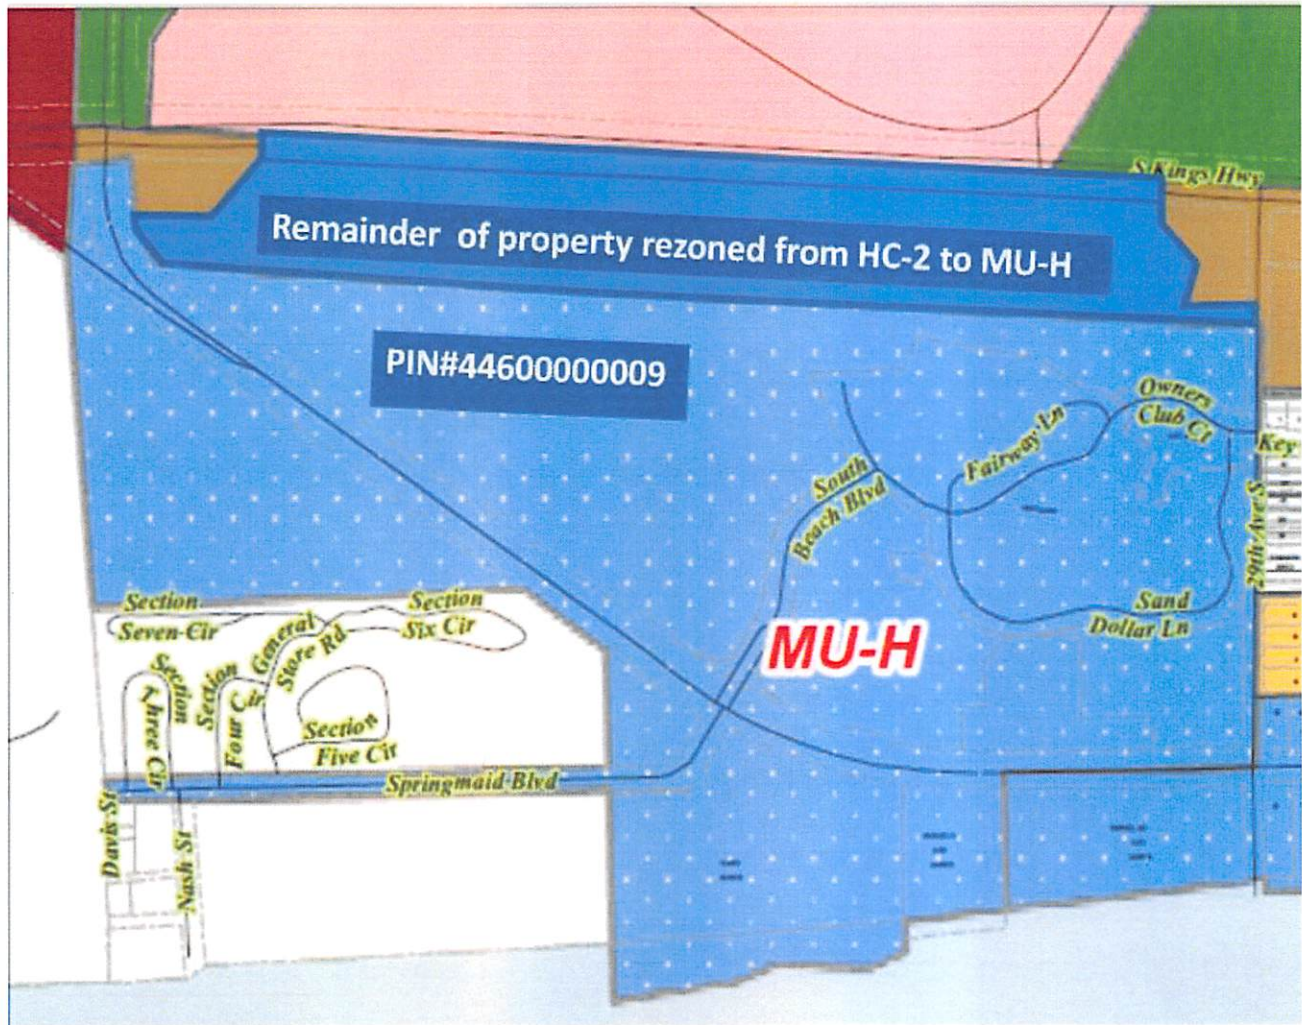 S Kings Hwy
Remainder of property rezoned from HC-2 to MU-H
PIN#44600000009
Owners
Club Ct
Key
Fairway Ln
South
Beach Blvd
29th Ave S
Sand
Dollar Ln
MU-H
Section
Seven Cir
Section
Six Cir
General
Store Rd
Section
Three Cir
Section
Four Cir
Section
Five Cir
Springmaid Blvd
Davis St
Nash St